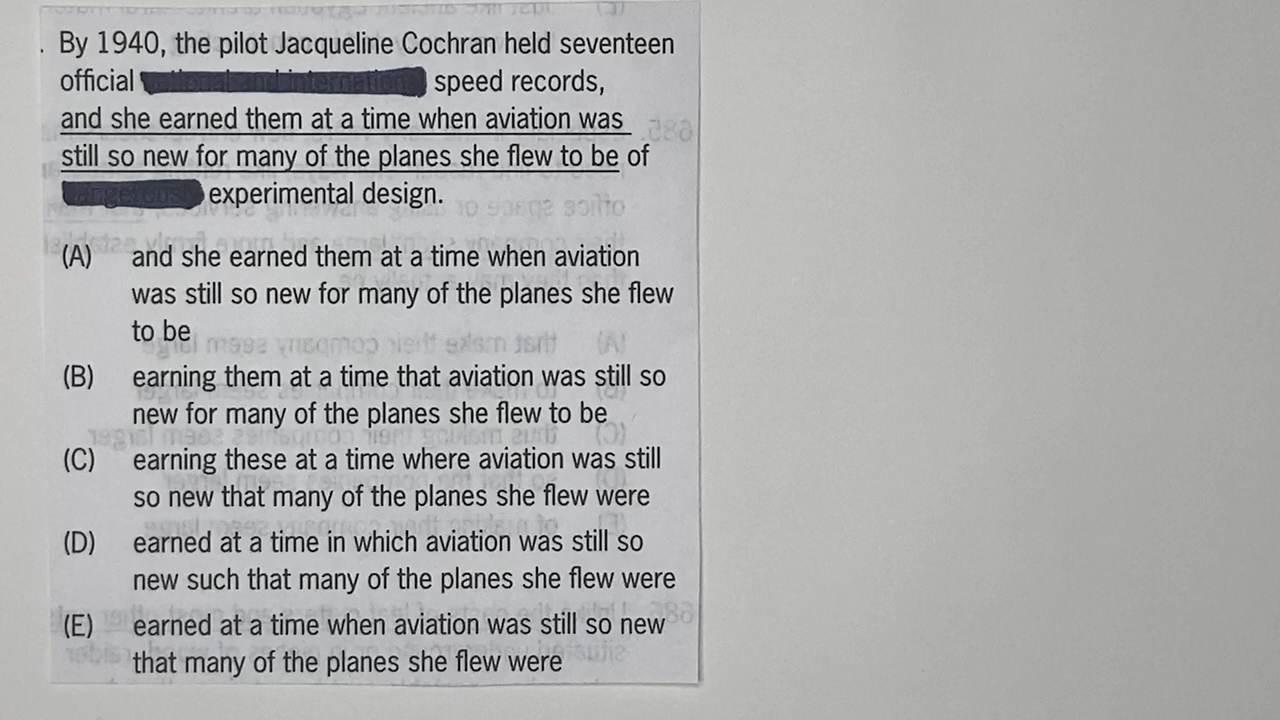 . By 1940, the pilot Jacqueline Cochran held seventeen
official speed records,
and she earned them at a time when aviation was
still so new for many of the planes she flew to be of
experimental design.
(A) and she earned them at a time when aviation
was still so new for many of the planes she flew
to be
(B) earning them at a time that aviation was still so
new for many of the planes she flew to be
(C) earning these at a time where aviation was still
so new that many of the planes she flew were
(D) earned at a time in which aviation was still so
new such that many of the planes she flew were
(E) earned at a time when aviation was still so new
that many of the planes she flew were